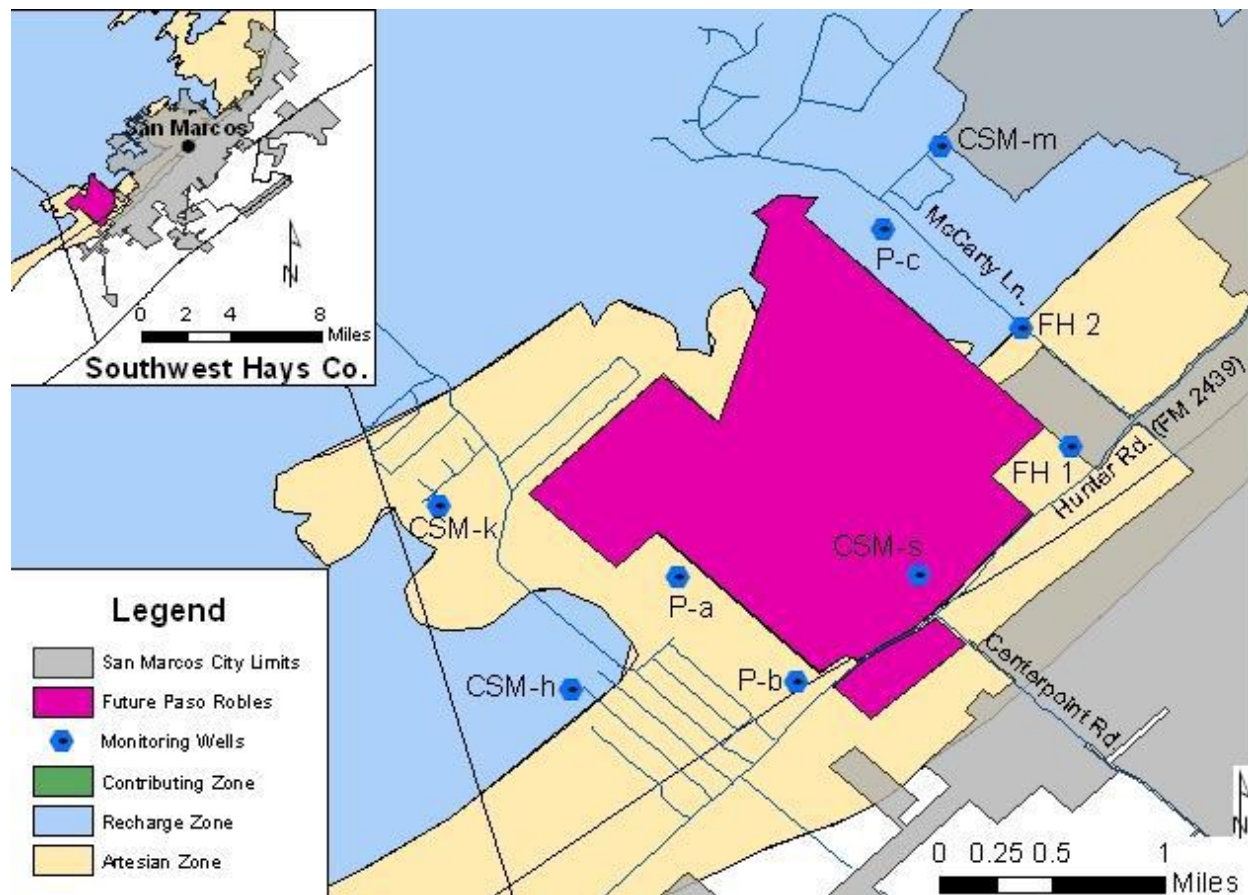 San Marcos
N
0 2 4 8
Miles
Southwest Hays Co.
CSM-m
P-c
McCarty Ln.
FH 2
Hunter Rd. (FM 2439)
FH 1
CSM-k
CSM-s
P-a
CSM-h
P-b
Centerpoint Rd.
Legend
San Marcos City Limits
Future Paso Robles
Monitoring Wells
Contributing Zone
Recharge Zone
Artesian Zone
N
0 0.25 0.5 1
Miles